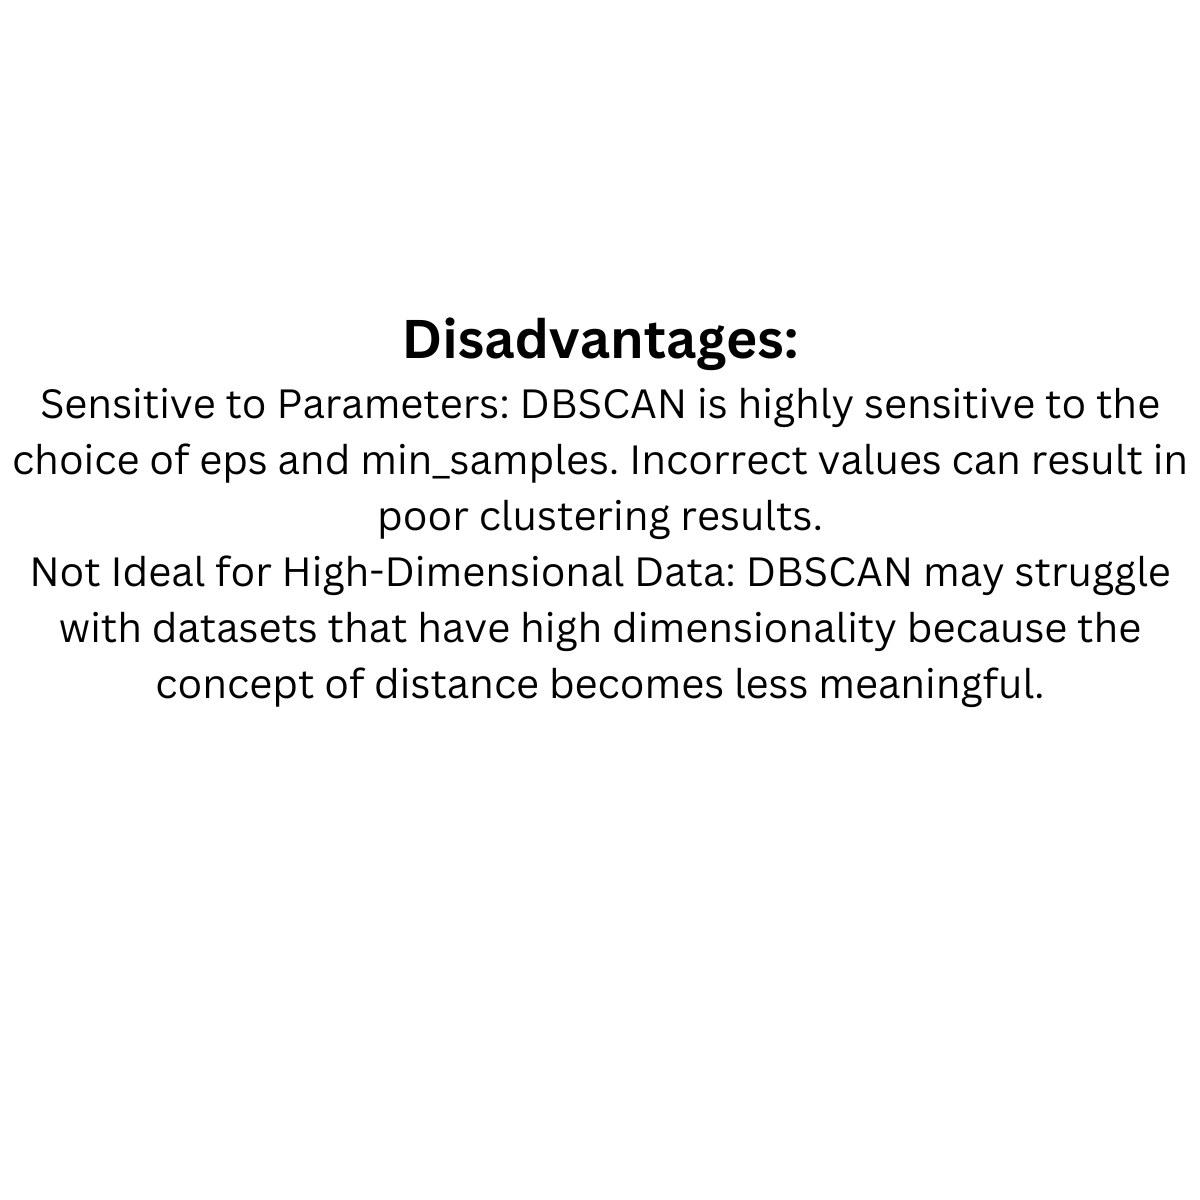 Disadvantages:
Sensitive to Parameters: DBSCAN is highly sensitive to the
choice of eps and min_samples. Incorrect values can result in
poor clustering results.
Not Ideal for High-Dimensional Data: DBSCAN may struggle
with datasets that have high dimensionality because the
concept of distance becomes less meaningful.